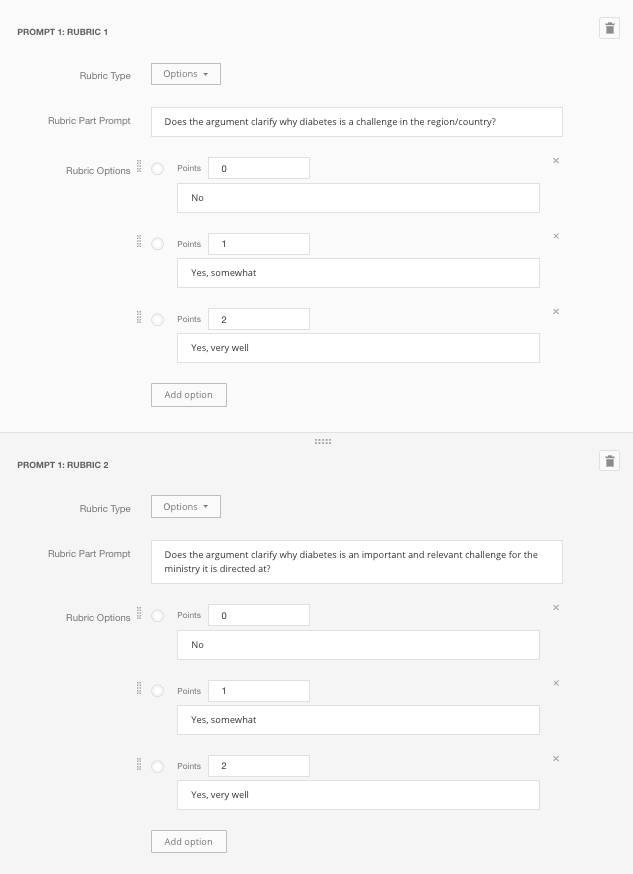 PROMPT 1: RUBRIC 1
Rubric Type
Options
Rubric Part Prompt
Does the argument clarify why diabetes is a challenge in the region/country?
Rubric Options
Points 0
No
Points 1
Yes, somewhat
Points 2
Yes, very well
Add option
PROMPT 1: RUBRIC 2
Rubric Type
Options
Rubric Part Prompt
Does the argument clarify why diabetes is an important and relevant challenge for the
ministry it is directed at?
Rubric Options
Points 0
No
Points 1
Yes, somewhat
Points 2
Yes, very well
Add option